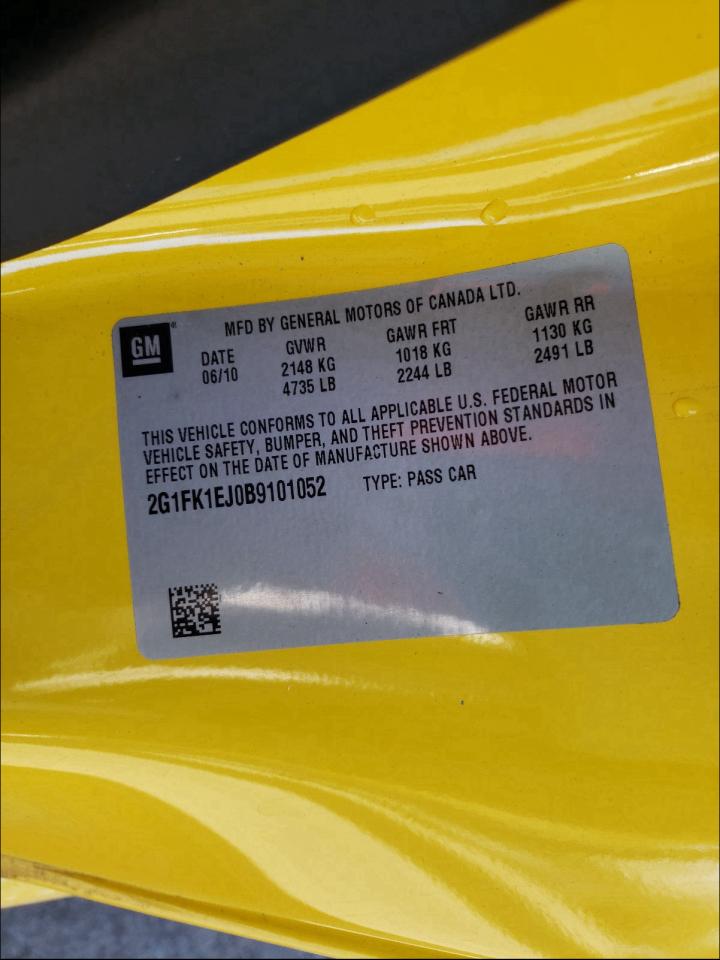 GM
MFD BY GENERAL MOTORS OF CANADA LTD.
DATE GVWR GAWR FRT GAWR RR
06/10 2148 KG 1018 KG 1130 KG
4735 LB 2244 LB 2491 LB
THIS VEHICLE CONFORMS TO ALL APPLICABLE U.S. FEDERAL MOTOR
VEHICLE SAFETY, BUMPER, AND THEFT PREVENTION STANDARDS IN
EFFECT ON THE DATE OF MANUFACTURE SHOWN ABOVE.
2G1FK1EJ0B9101052 TYPE: PASS CAR